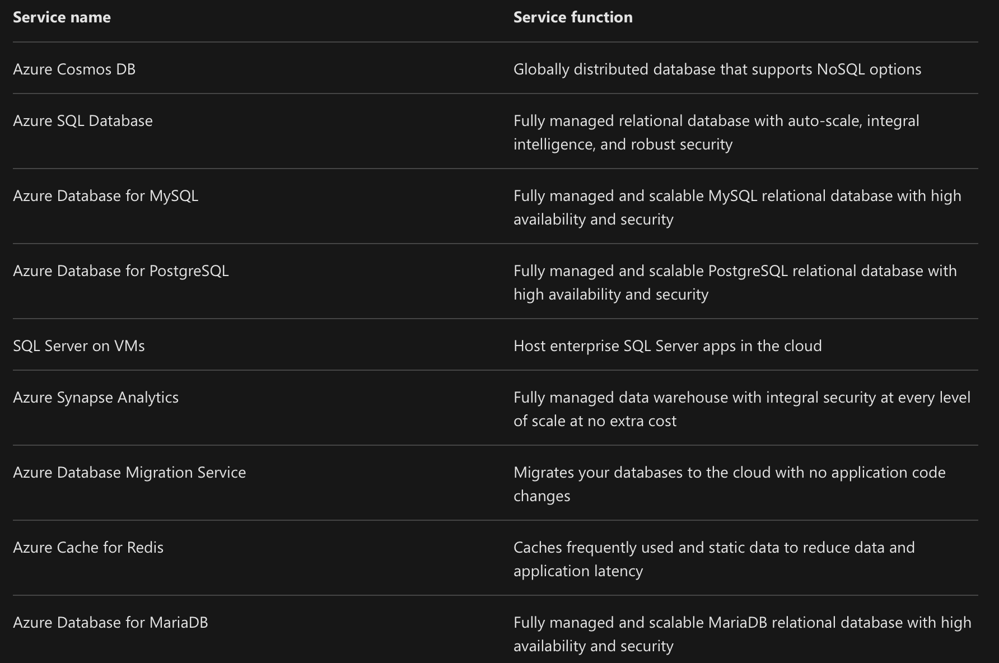 Service name
Service function
Azure Cosmos DB
Globally distributed database that supports NoSQL options
Azure SQL Database
Fully managed relational database with auto-scale, integral
intelligence, and robust security
Azure Database for MySQL
Fully managed and scalable MySQL relational database with high
availability and security
Azure Database for PostgreSQL
Fully managed and scalable PostgreSQL relational database with
high availability and security
SQL Server on VMs
Host enterprise SQL Server apps in the cloud
Azure Synapse Analytics
Fully managed data warehouse with integral security at every level
of scale at no extra cost
Azure Database Migration Service
Migrates your databases to the cloud with no application code
changes
Azure Cache for Redis
Caches frequently used and static data to reduce data and
application latency
Azure Database for MariaDB
Fully managed and scalable MariaDB relational database with high
availability and security